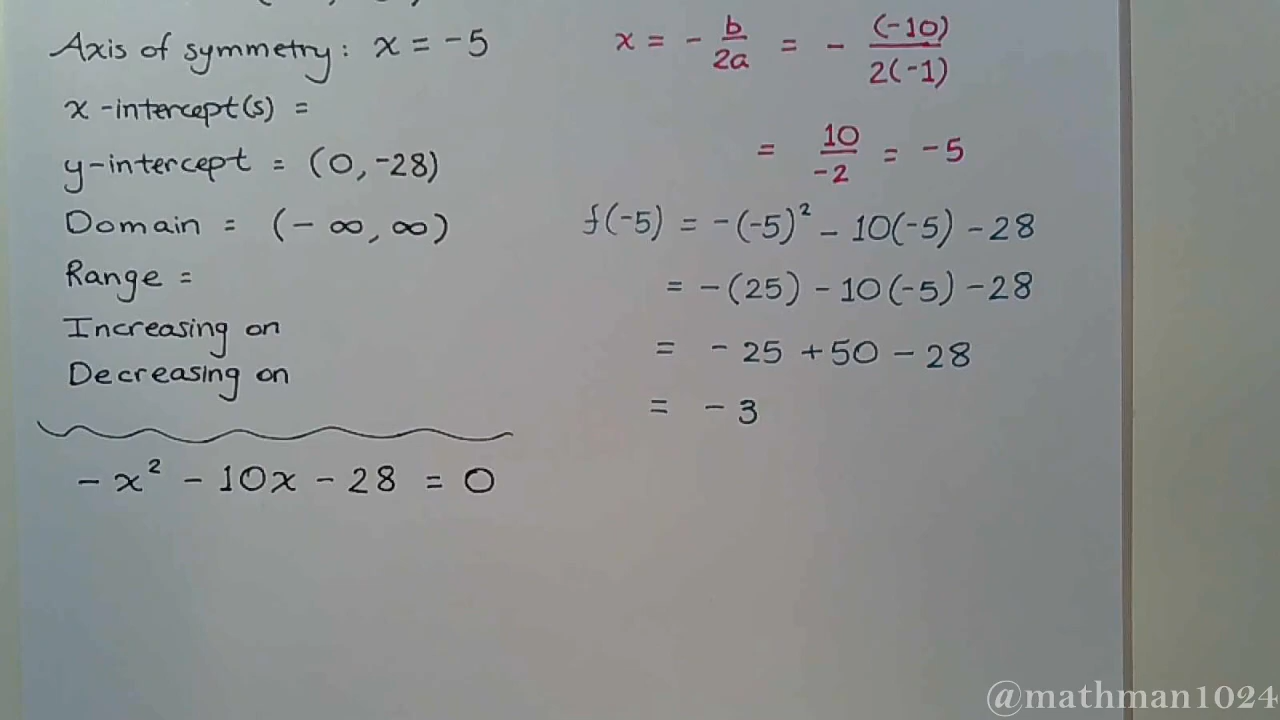 Axis of symmetry: x = -5
x-intercept(s) =
y-intercept = (0, -28)
Domain = (-∞, ∞)
Range =
Increasing on
Decreasing on
-x² - 10x - 28 = 0
x = - b/2a = - (-10)/2(-1)
= 10/-2 = -5
f(-5) = -(-5)² - 10(-5) - 28
= -(25) - 10(-5) - 28
= -25 + 50 - 28
= -3
@mathman1024